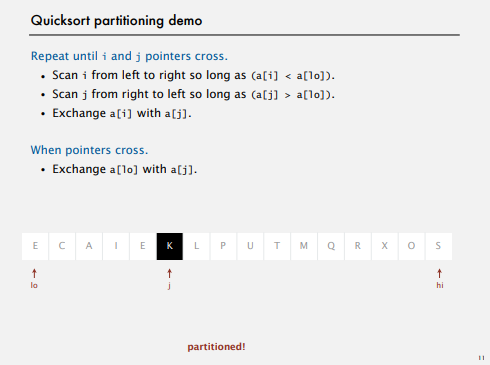 Quicksort partitioning demo
Repeat until i and j pointers cross.
• Scan i from left to right so long as (a[i] < a[lo]).
• Scan j from right to left so long as (a[j] > a[lo]).
• Exchange a[i] with a[j].
When pointers cross.
• Exchange a[lo] with a[j].
E C A I E K L P U T M Q R X O S
lo j hi
partitioned!
11